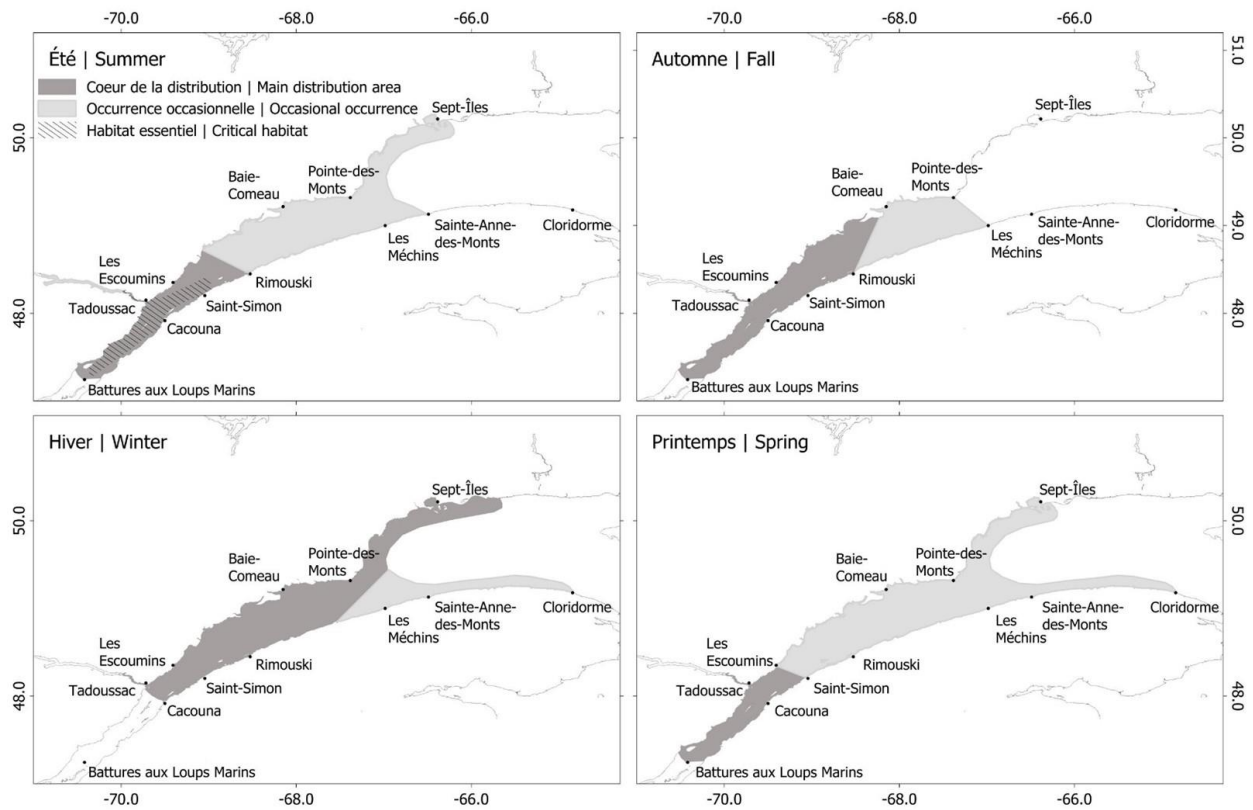 -70.0 -68.0 -66.0 -70.0 -68.0 -66.0
Été | Summer
Coeur de la distribution | Main distribution area
Occurrence occasionnelle | Occasional occurrence
Habitat essentiel | Critical habitat
50.0
48.0
Sept-Îles
Pointe-des-
Monts
Baie-
Comeau
Sainte-Anne-
des-Monts
Cloridorme
Les
Méchins
Les
Escoumins
Rimouski
Tadoussac
Saint-Simon
Cacouna
Battures aux Loups Marins
Automne | Fall
51.0
50.0
49.0
48.0
Sept-Îles
Pointe-des-
Monts
Baie-
Comeau
Sainte-Anne-
des-Monts
Cloridorme
Les
Méchins
Les
Escoumins
Rimouski
Tadoussac
Saint-Simon
Cacouna
Battures aux Loups Marins
Hiver | Winter
50.0
48.0
Sept-Îles
Pointe-des-
Monts
Baie-
Comeau
Cloridorme
Sainte-Anne-
des-Monts
Les
Méchins
Les
Escoumins
Rimouski
Tadoussac
Saint-Simon
Cacouna
Battures aux Loups Marins
Printemps | Spring
50.0
48.0
Sept-Îles
Pointe-des-
Monts
Baie-
Comeau
Cloridorme
Sainte-Anne-
des-Monts
Les
Méchins
Les
Escoumins
Rimouski
Tadoussac
Saint-Simon
Cacouna
Battures aux Loups Marins
-70.0 -68.0 -66.0 -70.0 -68.0 -66.0